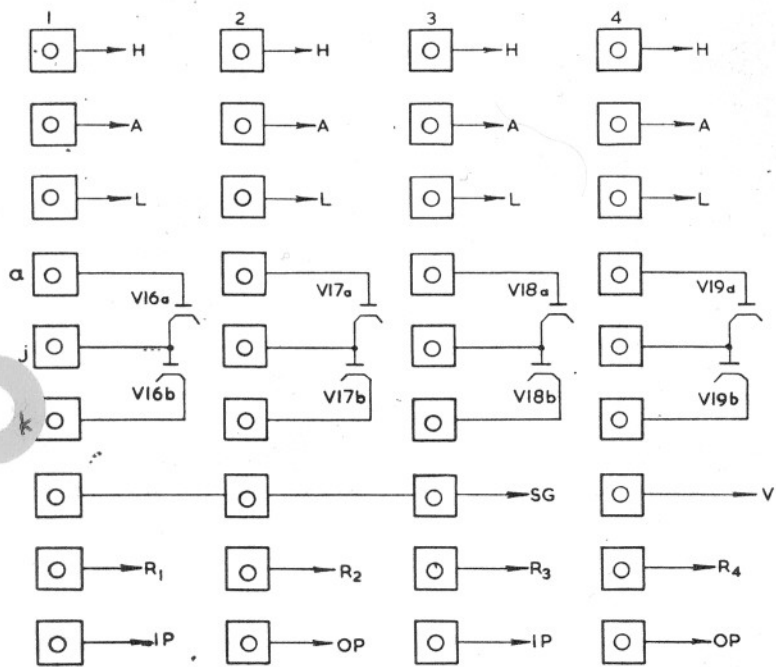 1 2 3 4
H H H H
A A A A
L L L L
a
V16a V17a V18a V19a
j
V16b V17b V18b V19b
k
SG V
R1 R2 R3 R4
IP OP IP OP